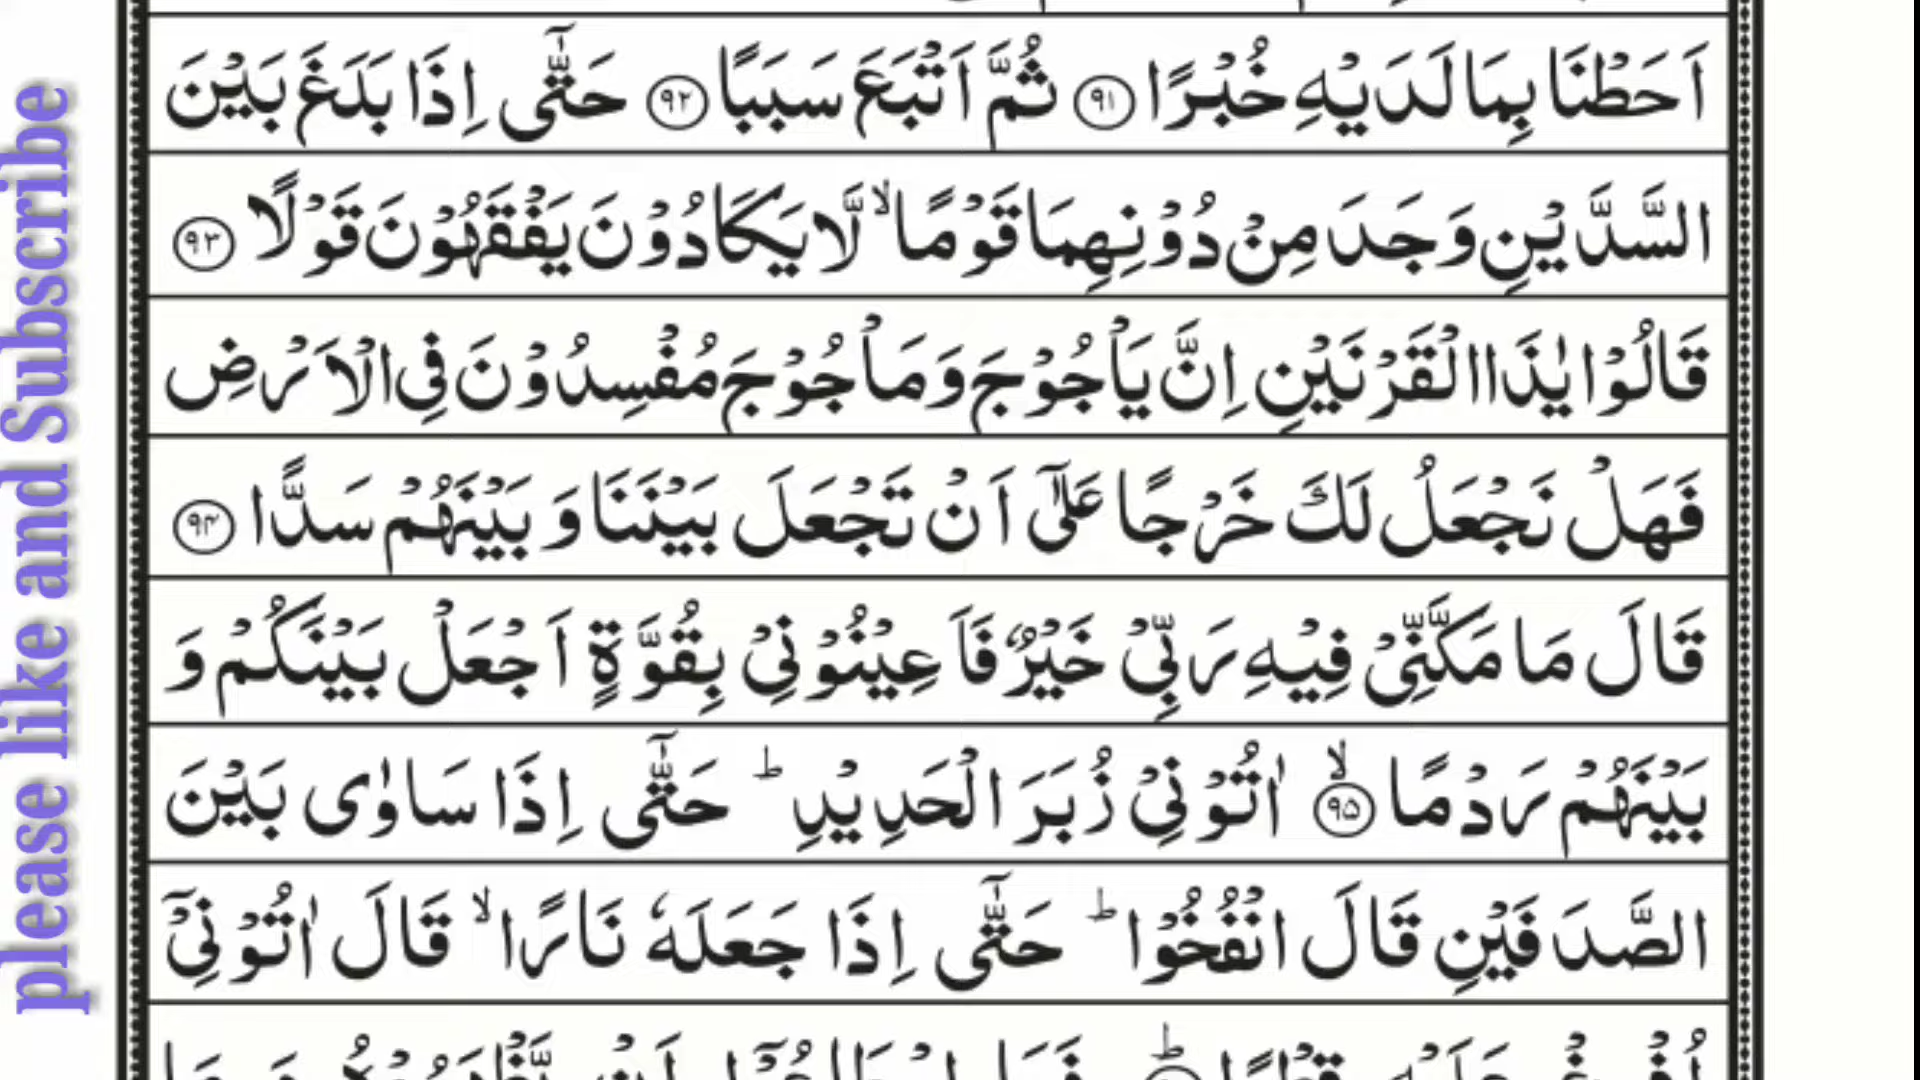 اَحَطْنَا بِمَا لَدَيْهِ خُبْرًا ﴿۹۱﴾ ثُمَّ اَتْبَعَ سَبَبًا ﴿۹۲﴾ حَتّٰۤى اِذَا بَلَغَ بَيْنَ
السَّدَّيْنِ وَجَدَ مِنْ دُوْنِهِمَا قَوْمًا ۙ لَّا يَكَادُوْنَ يَفْقَهُوْنَ قَوْلًا ﴿۹۳﴾
قَالُوْا يٰذَا الْقَرْنَيْنِ اِنَّ يَاْجُوْجَ وَمَاْجُوْجَ مُفْسِدُوْنَ فِى الْاَرْضِ
فَهَلْ نَجْعَلُ لَكَ خَرْجًا عَلٰۤى اَنْ تَجْعَلَ بَيْنَنَا وَ بَيْنَهُمْ سَدًّا ﴿۹۴﴾
قَالَ مَا مَكَّنِّىْ فِيْهِ رَبِّىْ خَيْرٌ فَاَعِيْنُوْنِىْ بِقُوَّةٍ اَجْعَلْ بَيْنَكُمْ وَ
بَيْنَهُمْ رَدْمًا ﴿۹۵﴾ ۙ اٰتُوْنِىْ زُبَرَ الْحَدِيْدِ ؕ حَتّٰۤى اِذَا سَاوٰى بَيْنَ
الصَّدَفَيْنِ قَالَ انْفُخُوْا ؕ حَتّٰۤى اِذَا جَعَلَهٗ نَارًا ۙ قَالَ اٰتُوْنِىْۤ
please like and Subscribe